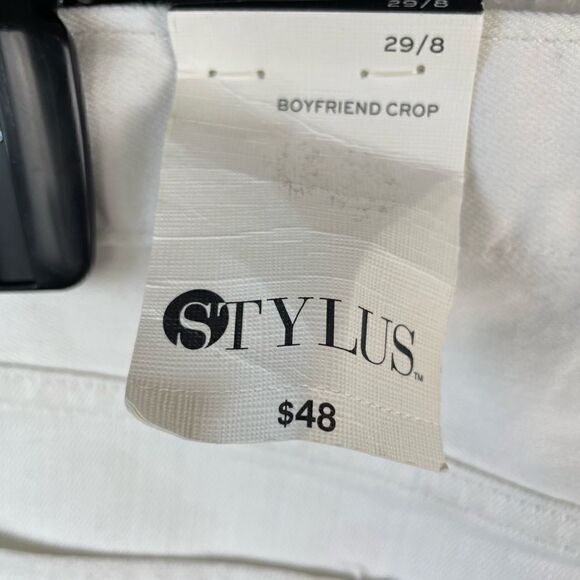 29/8
29/8
BOYFRIEND CROP
STYLUS™
$48